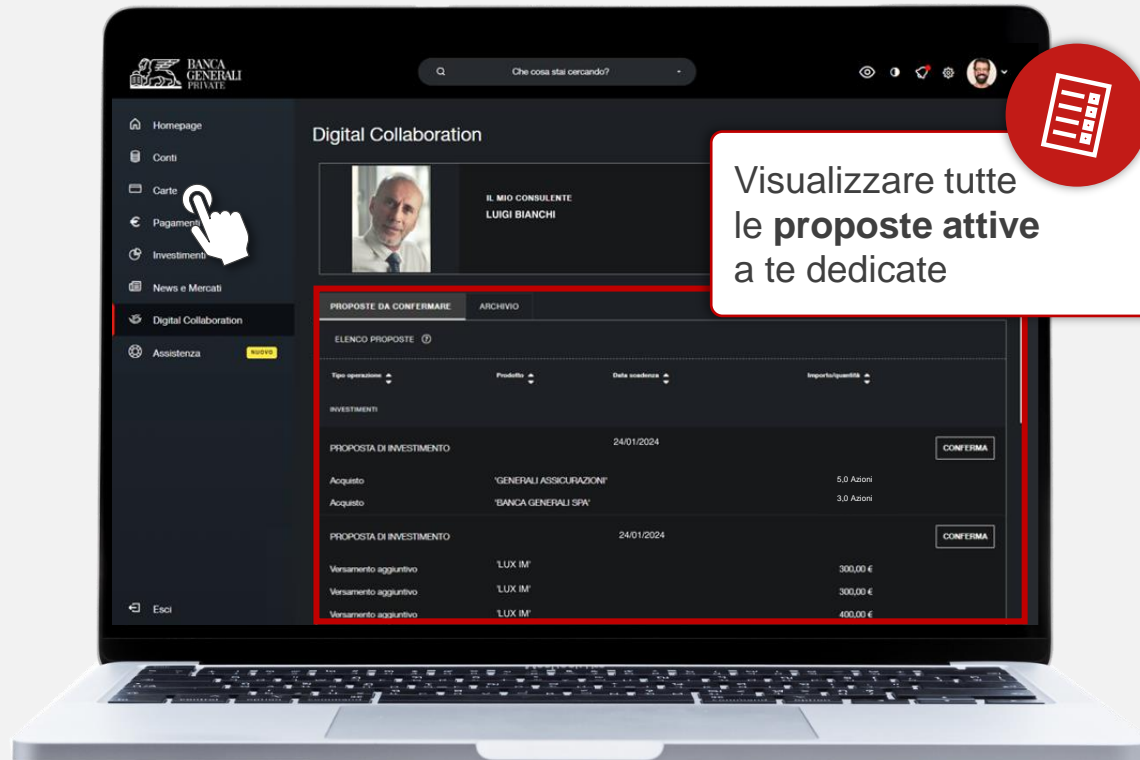 BANCA
GENERALI
PRIVATE
Che cosa stai cercando?
Homepage
Conti
Carte
Pagamenti
Investimenti
News e Mercati
Digital Collaboration
Assistenza
NUOVO
Esci
Digital Collaboration
IL MIO CONSULENTE
LUIGI BIANCHI
Visualizzare tutte
le proposte attive
a te dedicate
PROPOSTE DA CONFERMARE ARCHIVIO
ELENCO PROPOSTE
Tipo operazione Prodotto Data scadenza Importo/quantità
INVESTIMENTI
PROPOSTA DI INVESTIMENTO 24/01/2024 CONFERMA
Acquisto 'GENERALI ASSICURAZIONI' 5,0 Azioni
Acquisto 'BANCA GENERALI SPA' 3,0 Azioni
PROPOSTA DI INVESTIMENTO 24/01/2024 CONFERMA
Versamento aggiuntivo 'LUX IM' 300,00 €
Versamento aggiuntivo 'LUX IM' 300,00 €
Versamento aggiuntivo 'LUX IM' 400,00 €